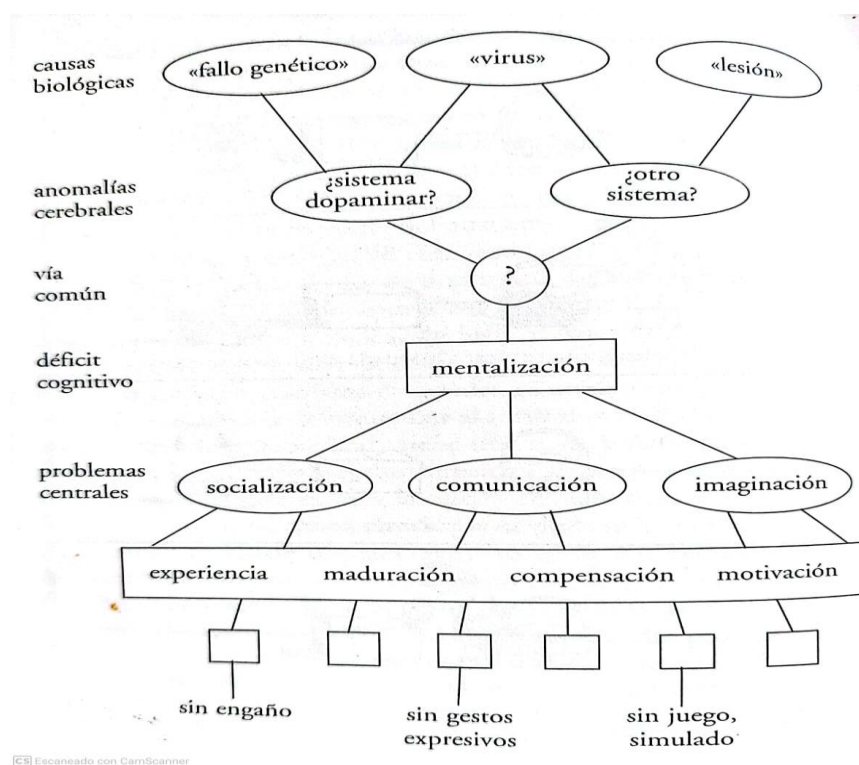 causas
biológicas
«fallo genético»
«virus»
«lesión»
anomalías
cerebrales
¿sistema
dopaminar?
¿otro
sistema?
vía
común
?
déficit
cognitivo
mentalización
problemas
centrales
socialización
comunicación
imaginación
experiencia maduración compensación motivación
sin engaño
sin gestos
expresivos
sin juego,
simulado
CS Escaneado con CamScanner